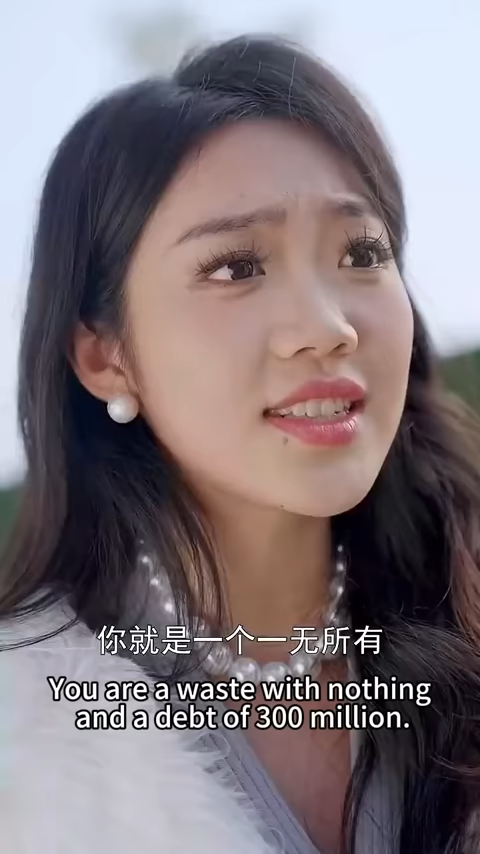 你就是一个一无所有
You are a waste with nothing
and a debt of 300 million.